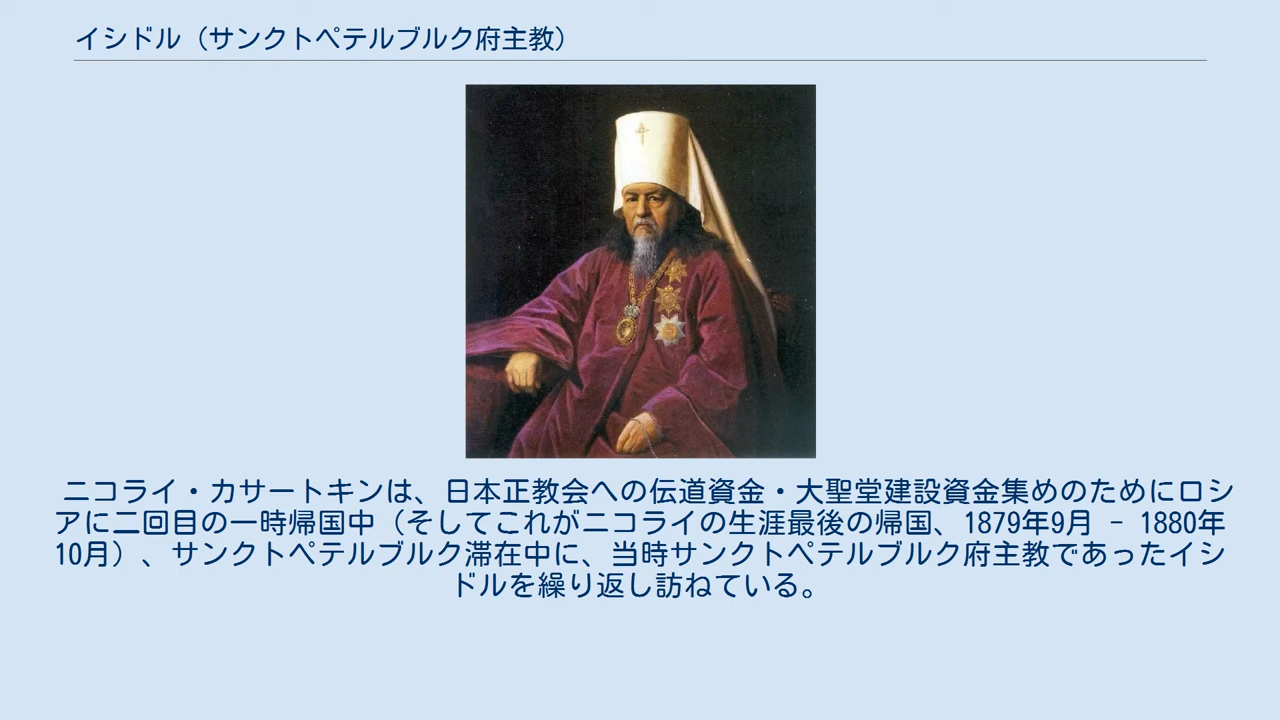 イシドル（サンクトペテルブルク府主教）
ニコライ・カサートキンは、日本正教会への伝道資金・大聖堂建設資金集めのためにロシ
アに二回目の一時帰国中（そしてこれがニコライの生涯最後の帰国、1879年9月 － 1880年
10月）、サンクトペテルブルク滞在中に、当時サンクトペテルブルク府主教であったイシ
ドルを繰り返し訪ねている。